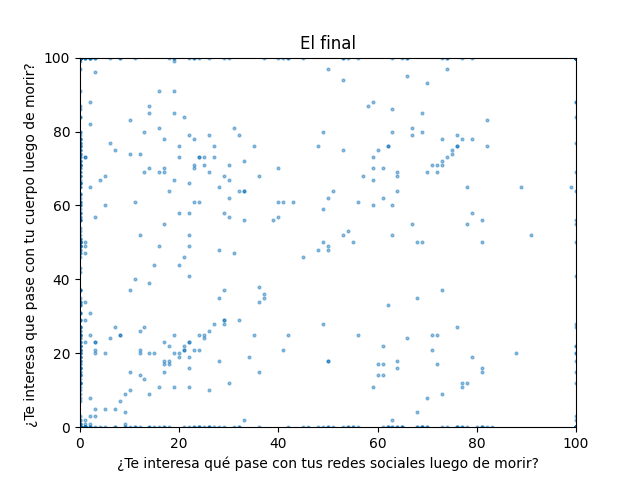 El final
¿Te interesa que pase con tu cuerpo luego de morir?
100
80
60
40
20
0
0 20 40 60 80 100
¿Te interesa qué pase con tus redes sociales luego de morir?